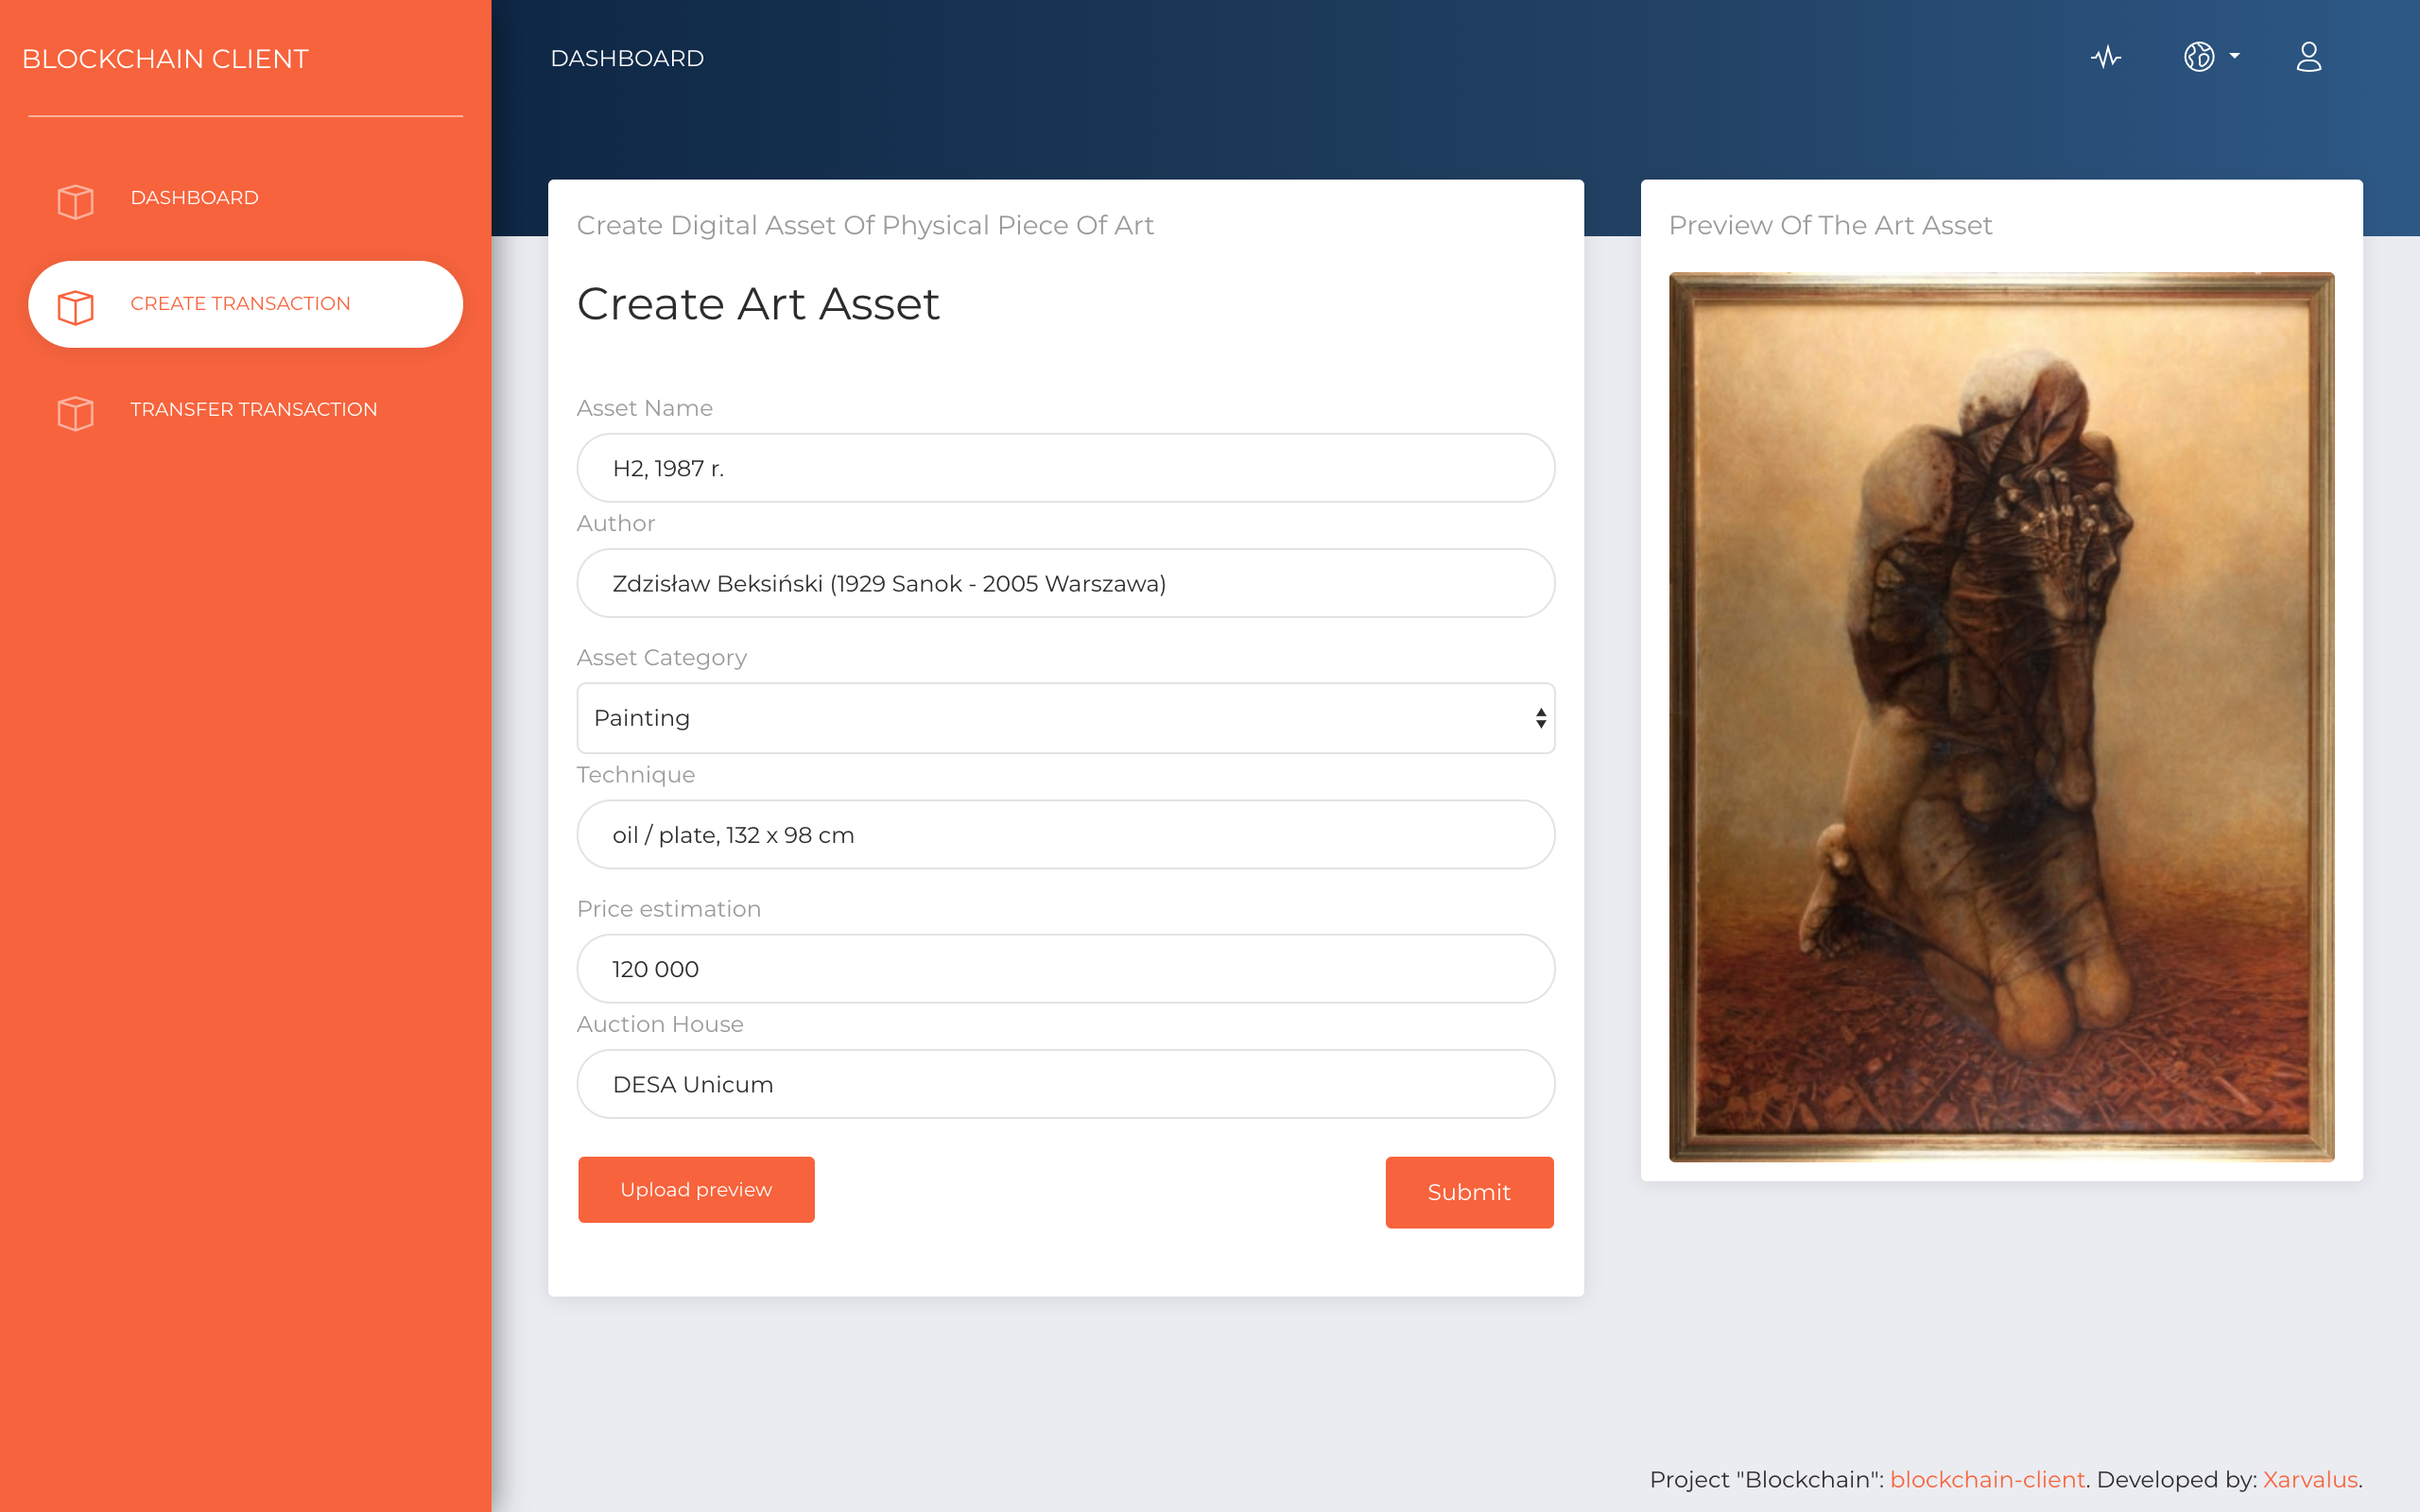 BLOCKCHAIN CLIENT
DASHBOARD
CREATE TRANSACTION
TRANSFER TRANSACTION
DASHBOARD
Create Digital Asset Of Physical Piece Of Art
Create Art Asset
Asset Name
H2, 1987 r.
Author
Zdzisław Beksiński (1929 Sanok - 2005 Warszawa)
Asset Category
Painting
Technique
oil / plate, 132 x 98 cm
Price estimation
120 000
Auction House
DESA Unicum
Upload preview
Submit
Preview Of The Art Asset
Project "Blockchain": blockchain-client. Developed by: Xarvalus.